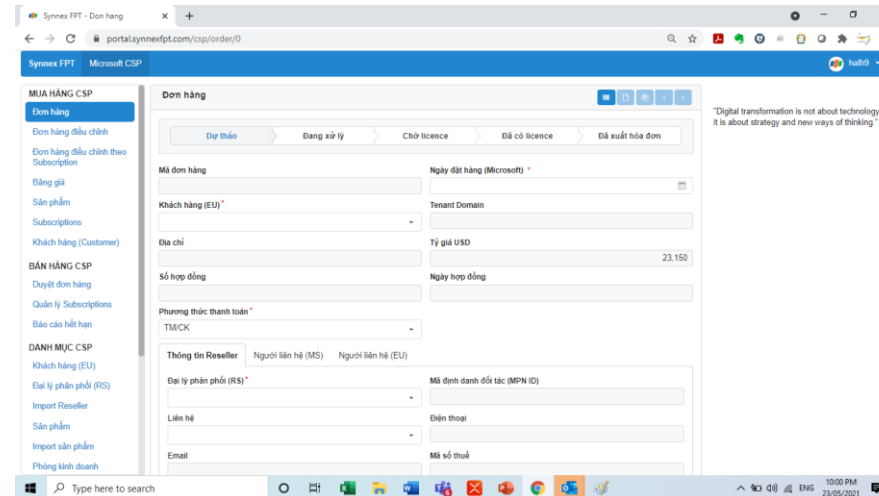 Synnex FPT - Don hang
portal.synnexfpt.com/csp/order/0
Synnex FPT Microsoft CSP
halh9
MUA HÀNG CSP
Đơn hàng
Đơn hàng điều chỉnh
Đơn hàng điều chỉnh theo
Subscription
Bảng giá
Sản phẩm
Subscriptions
Khách hàng (Customer)
BÁN HÀNG CSP
Duyệt đơn hàng
Quản lý Subscriptions
Báo cáo hết hạn
DANH MỤC CSP
Khách hàng (EU)
Đại lý phân phối (RS)
Import Reseller
Sản phẩm
Import sản phẩm
Phòng kinh doanh
Đơn hàng
Dự thảo Đang xử lý Chờ licence Đã có licence Đã xuất hóa đơn
Mã đơn hàng Ngày đặt hàng (Microsoft) *
Khách hàng (EU) * Tenant Domain
Địa chỉ Tỷ giá USD
23,150
Số hợp đồng Ngày hợp đồng
Phương thức thanh toán *
TM/CK
Thông tin Reseller Người liên hệ (MS) Người liên hệ (EU)
Đại lý phân phối (RS) * Mã định danh đối tác (MPN ID)
Liên hệ Điện thoại
Email Mã số thuế
"Digital transformation is not about technology
it is about strategy and new ways of thinking."
Type here to search
ENG
10:00 PM
23/05/2021